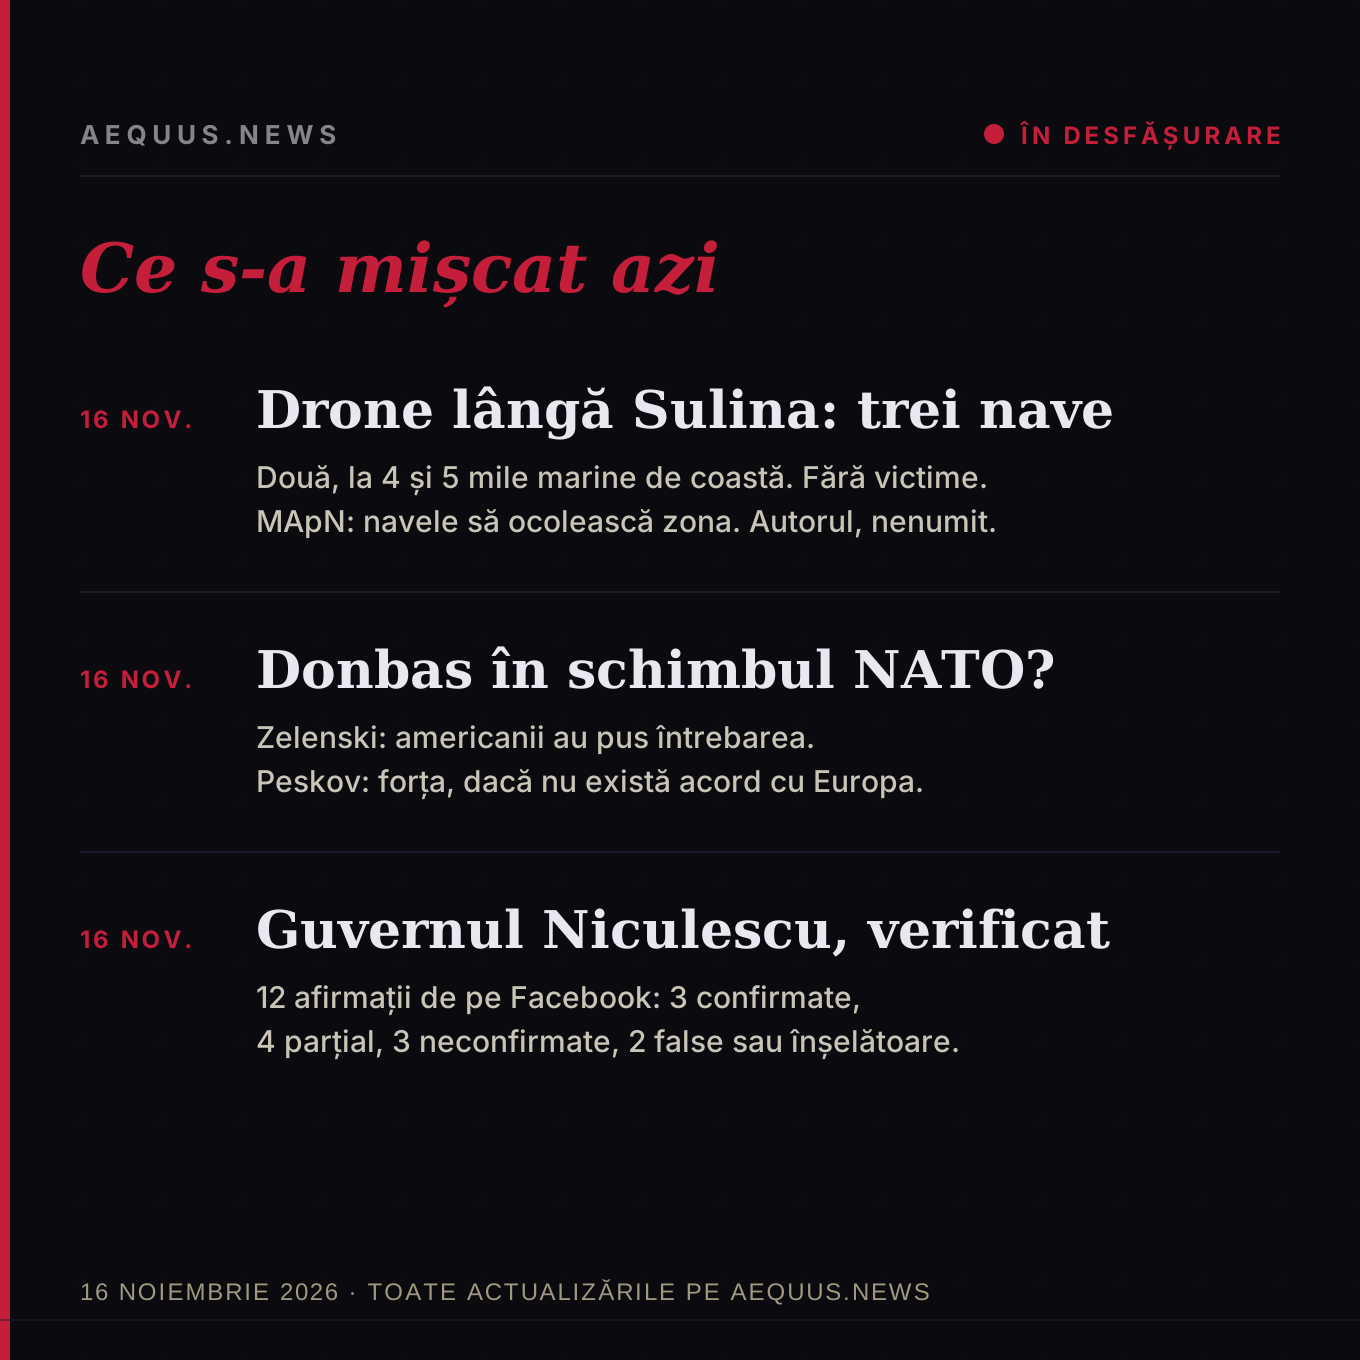 AEQUUS.NEWS
ÎN DESFĂȘURARE
Ce s-a mișcat azi
16 NOV.
Drone lângă Sulina: trei nave
Două, la 4 și 5 mile marine de coastă. Fără victime.
MApN: navele să ocolească zona. Autorul, nenumit.
16 NOV.
Donbas în schimbul NATO?
Zelenski: americanii au pus întrebarea.
Peskov: forța, dacă nu există acord cu Europa.
16 NOV.
Guvernul Niculescu, verificat
12 afirmații de pe Facebook: 3 confirmate,
4 parțial, 3 neconfirmate, 2 false sau înșelătoare.
16 NOIEMBRIE 2026 · TOATE ACTUALIZĂRILE PE AEQUUS.NEWS